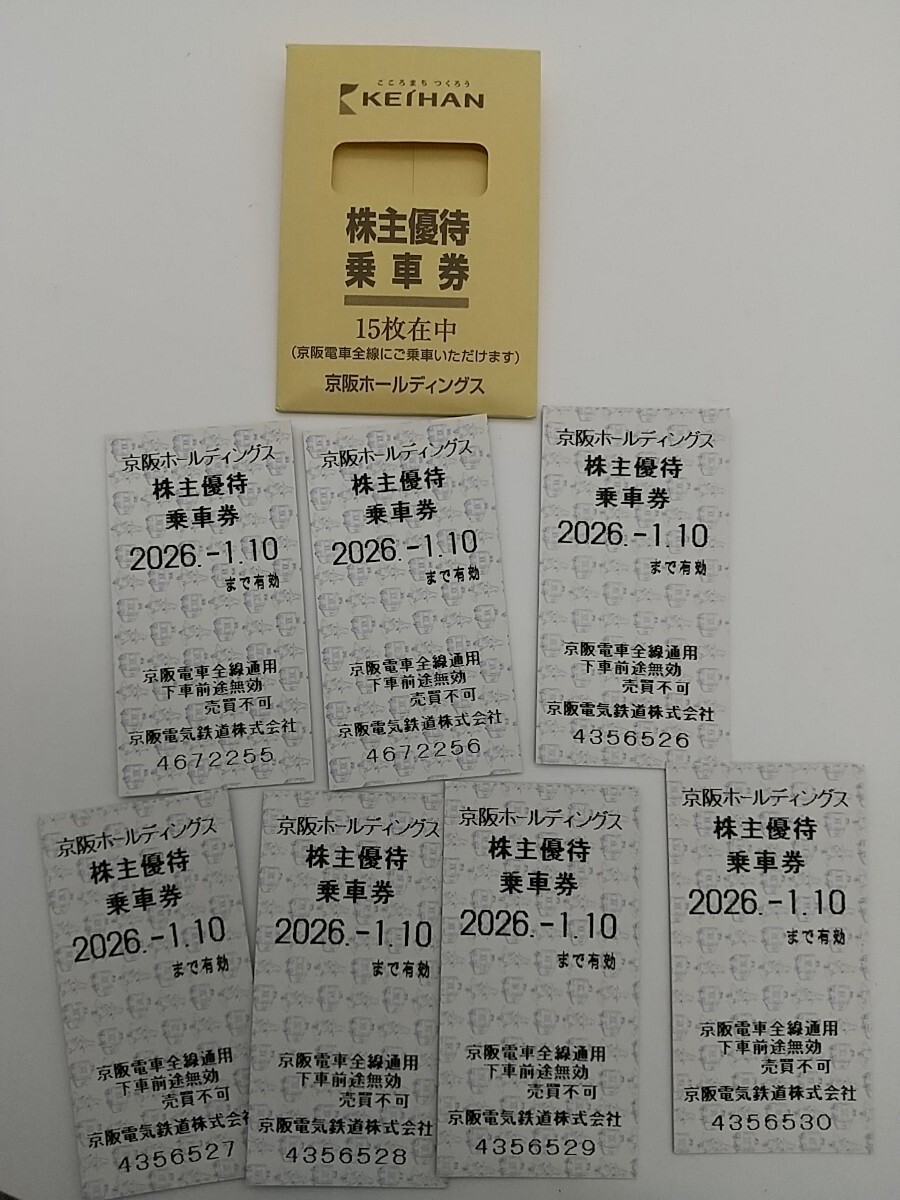 こころまち つくろう
KEIHAN
株主優待
乗車券
15枚在中
(京阪電車全線にご乗車いただけます)
京阪ホールディングス
京阪ホールディングス
株主優待
乗車券
2026.-1.10
まで有効
京阪電車全線通用
下車前途無効
売買不可
京阪電気鉄道株式会社
4672255
京阪ホールディングス
株主優待
乗車券
2026.-1.10
まで有効
京阪電車全線通用
下車前途無効
売買不可
京阪電気鉄道株式会社
4672256
京阪ホールディングス
株主優待
乗車券
2026.-1.10
まで有効
京阪電車全線通用
下車前途無効
売買不可
京阪電気鉄道株式会社
4356526
京阪ホールディングス
株主優待
乗車券
2026.-1.10
まで有効
京阪電車全線通用
下車前途無効
売買不可
京阪電気鉄道株式会社
4356527
京阪ホールディングス
株主優待
乗車券
2026.-1.10
まで有効
京阪電車全線通用
下車前途無効
売買不可
京阪電気鉄道株式会社
4356528
京阪ホールディングス
株主優待
乗車券
2026.-1.10
まで有効
京阪電車全線通用
下車前途無効
売買不可
京阪電気鉄道株式会社
4356529
京阪ホールディングス
株主優待
乗車券
2026.-1.10
まで有効
京阪電車全線通用
下車前途無効
売買不可
京阪電気鉄道株式会社
4356530